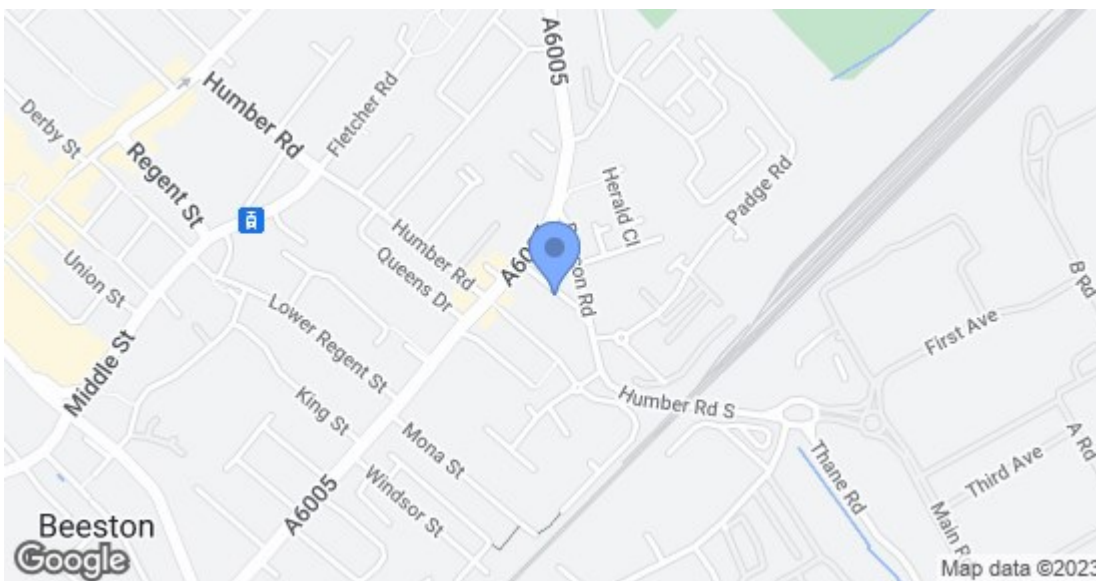 A6005
Humber Rd
Fletcher Rd
Derby St
Regent St
Herald Cl
Padge Rd
Humber Rd
Queens Dr
Union St
B Rd
First Ave
Lower Regent St
Middle St
King St
Humber Rd S
Mona St
Windsor St
A6005
Thane Rd
Third Ave
A Rd
Beeston
Google
Map data ©2023